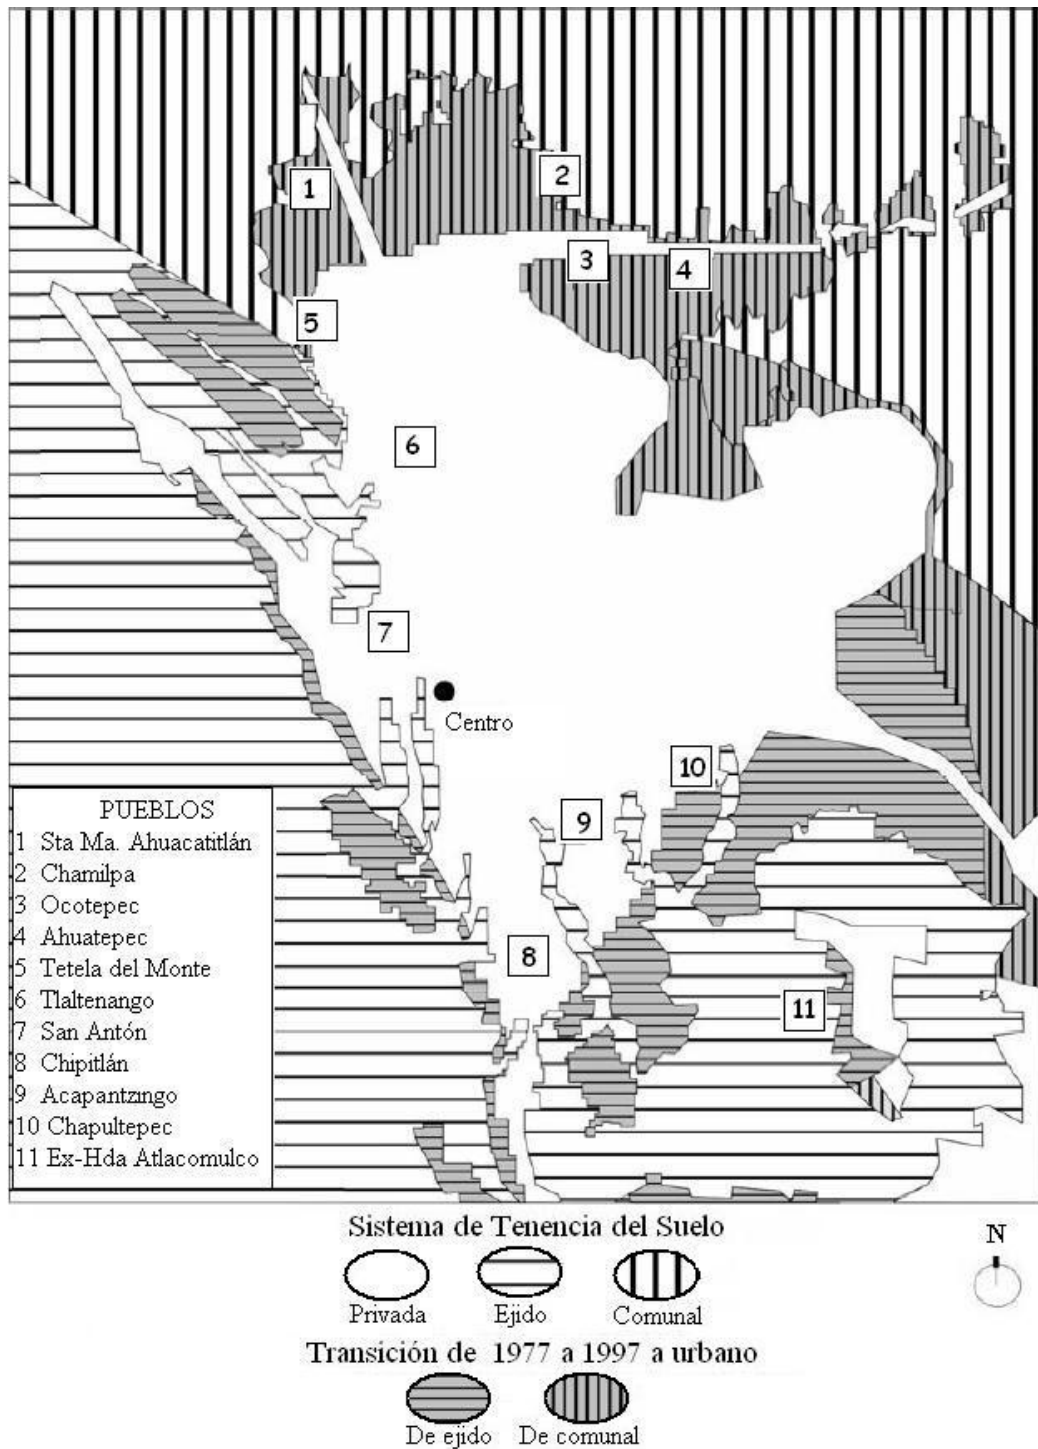 1
2
3
4
5
6
7
Centro
10
9
8
11
PUEBLOS
1 Sta Ma. Ahuacatitlán
2 Chamilpa
3 Ocotepec
4 Ahuatepec
5 Tetela del Monte
6 Tlaltenango
7 San Antón
8 Chipitlán
9 Acapantzingo
10 Chapultepec
11 Ex-Hda Atlacomulco
Sistema de Tenencia del Suelo
N
Privada Ejido Comunal
Transición de 1977 a 1997 a urbano
De ejido De comunal